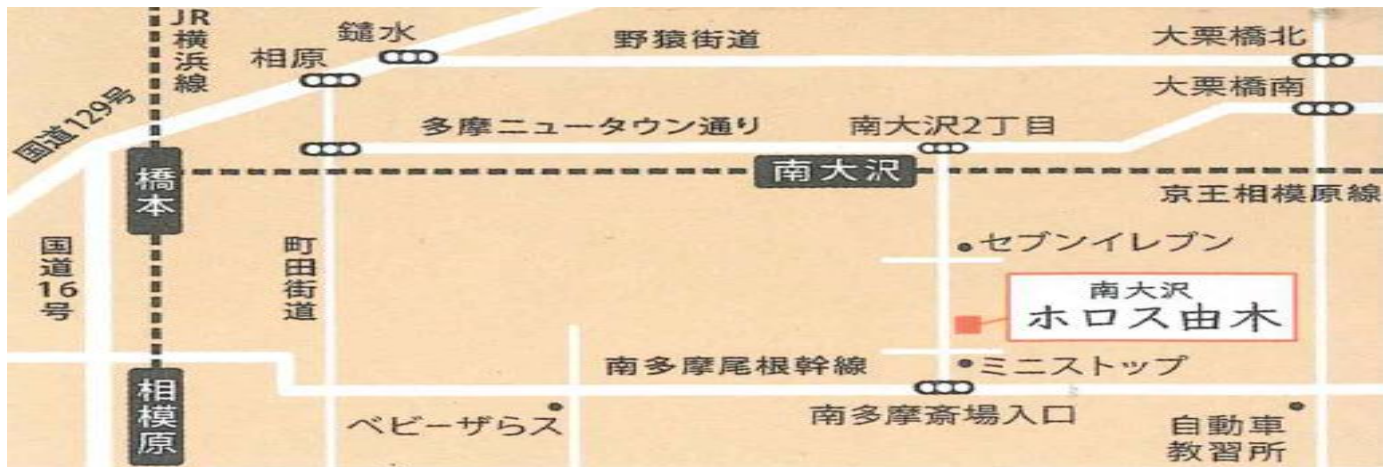 JR横浜線
鑓水
相原
野猿街道
大栗橋北
大栗橋南
国道129号
多摩ニュータウン通り
南大沢2丁目
橋本
南大沢
京王相模原線
国道16号
町田街道
セブンイレブン
南大沢
ホロス由木
南多摩尾根幹線
ミニストップ
相模原
ベビーザらス
南多摩斎場入口
自動車
教習所